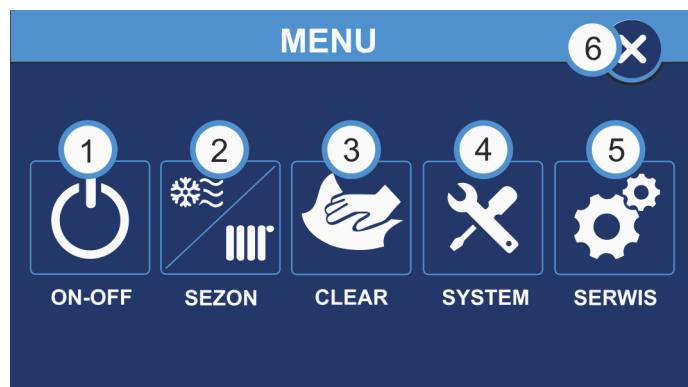 MENU
6
1
2
3
4
5
ON-OFF
SEZON
CLEAR
SYSTEM
SERWIS